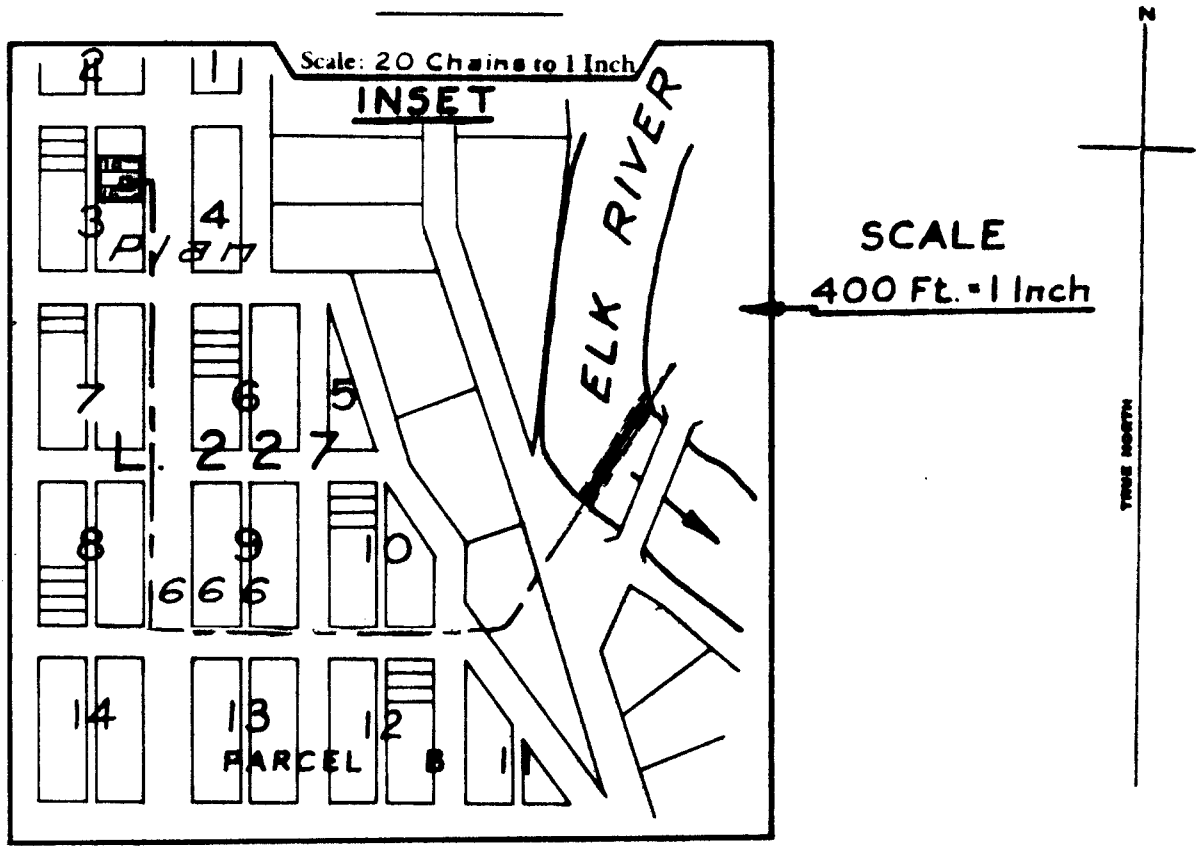 N
Scale: 20 Chains to 1 Inch
INSET
2 1
ELK RIVER
3 4
Plan
SCALE
400 Ft. = 1 Inch
7 6 5
L. 227
TRUE NORTH
8 9 10
666
14 13 12 11
PARCEL B